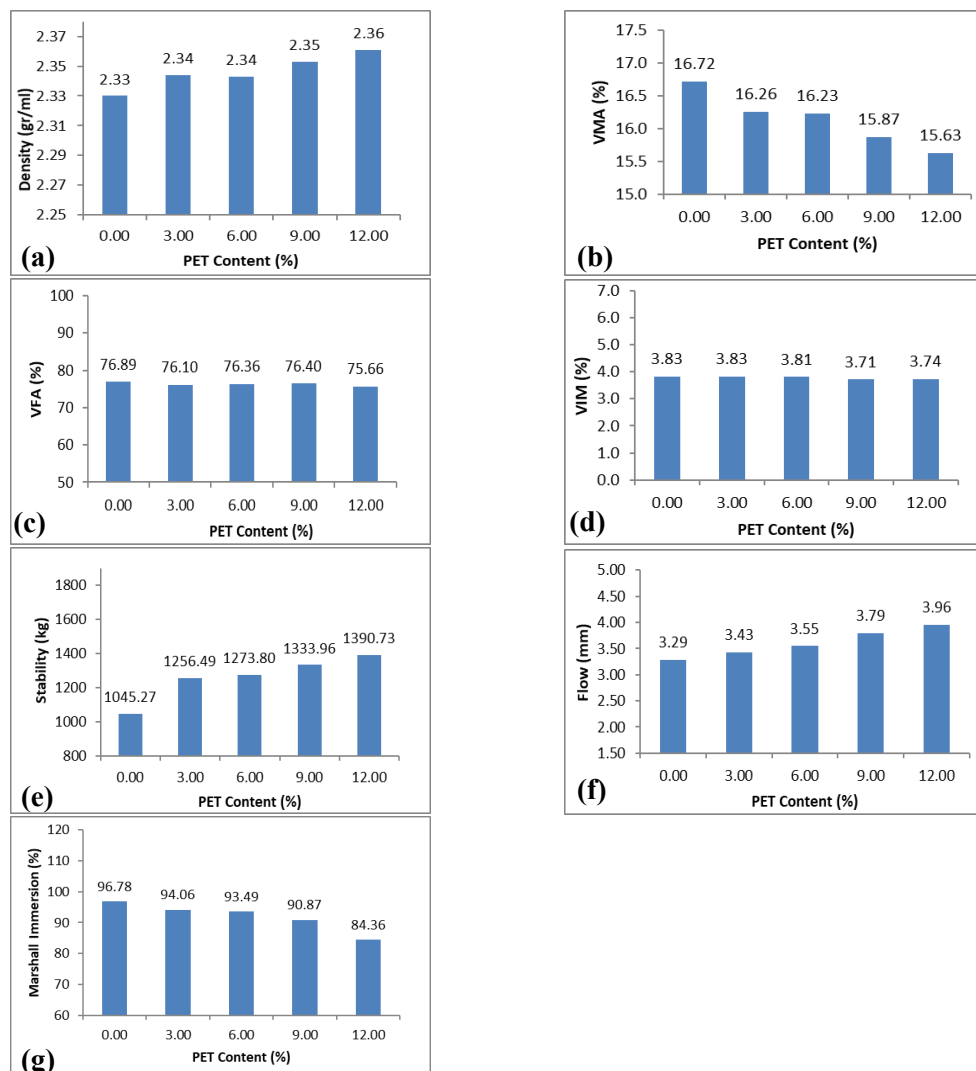 2.37
2.35
2.33
2.31
2.29
2.27
2.25
Density (gr/ml)
2.33
2.34
2.34
2.35
2.36
0.00 3.00 6.00 9.00 12.00
PET Content (%)
(a)
17.5
17.0
16.5
16.0
15.5
15.0
VMA (%)
16.72
16.26
16.23
15.87
15.63
0.00 3.00 6.00 9.00 12.00
PET Content (%)
(b)
100
90
80
70
60
50
VFA (%)
76.89
76.10
76.36
76.40
75.66
0.00 3.00 6.00 9.00 12.00
PET Content (%)
(c)
7.0
6.0
5.0
4.0
3.0
2.0
1.0
0.0
VIM (%)
3.83
3.83
3.81
3.71
3.74
0.00 3.00 6.00 9.00 12.00
PET Content (%)
(d)
1800
1600
1400
1200
1000
800
Stability (kg)
1045.27
1256.49
1273.80
1333.96
1390.73
0.00 3.00 6.00 9.00 12.00
PET Content (%)
(e)
5.00
4.50
4.00
3.50
3.00
2.50
2.00
1.50
Flow (mm)
3.29
3.43
3.55
3.79
3.96
0.00 3.00 6.00 9.00 12.00
PET Content (%)
(f)
120
110
100
90
80
70
60
Marshall Immersion (%)
96.78
94.06
93.49
90.87
84.36
0.00 3.00 6.00 9.00 12.00
PET Content (%)
(g)